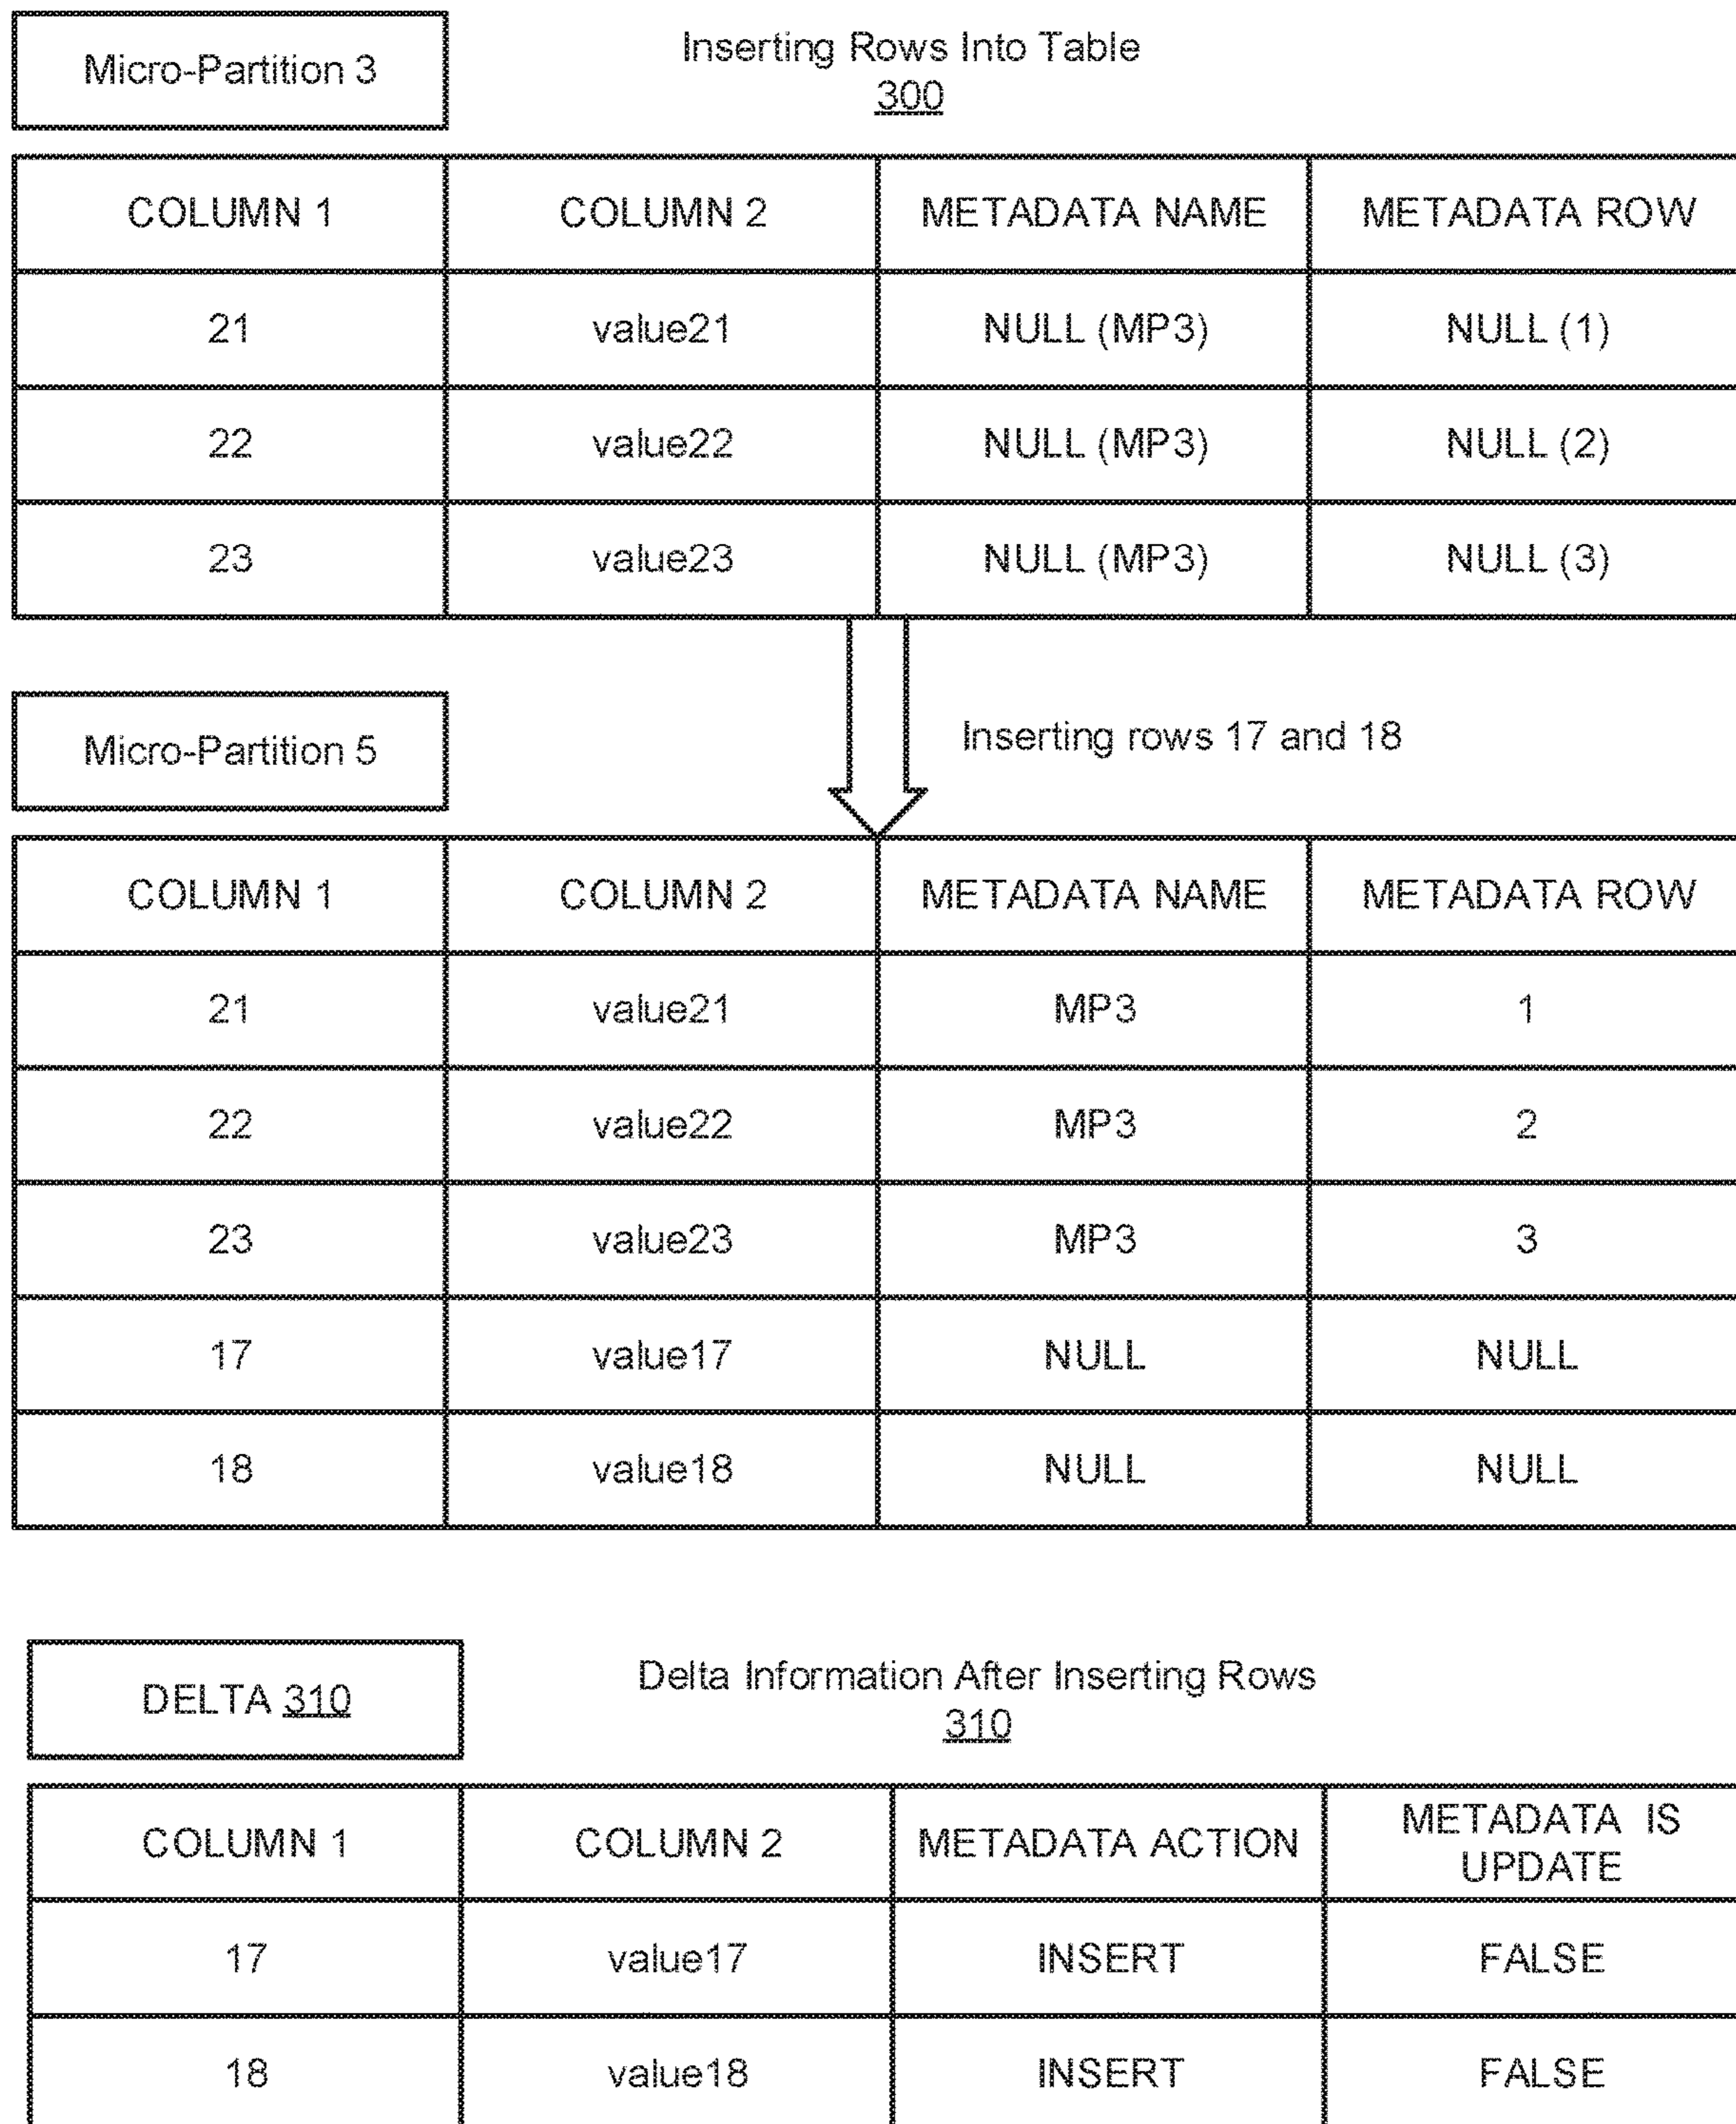 Micro-Partition 3
Inserting Rows Into Table
300
COLUMN 1 COLUMN 2 METADATA NAME METADATA ROW
21 value21 NULL (MP3) NULL (1)
22 value22 NULL (MP3) NULL (2)
23 value23 NULL (MP3) NULL (3)
Micro-Partition 5
Inserting rows 17 and 18
COLUMN 1 COLUMN 2 METADATA NAME METADATA ROW
21 value21 MP3 1
22 value22 MP3 2
23 value23 MP3 3
17 value17 NULL NULL
18 value18 NULL NULL
DELTA 310
Delta Information After Inserting Rows
310
COLUMN 1 COLUMN 2 METADATA ACTION METADATA IS
UPDATE
17 value17 INSERT FALSE
18 value18 INSERT FALSE